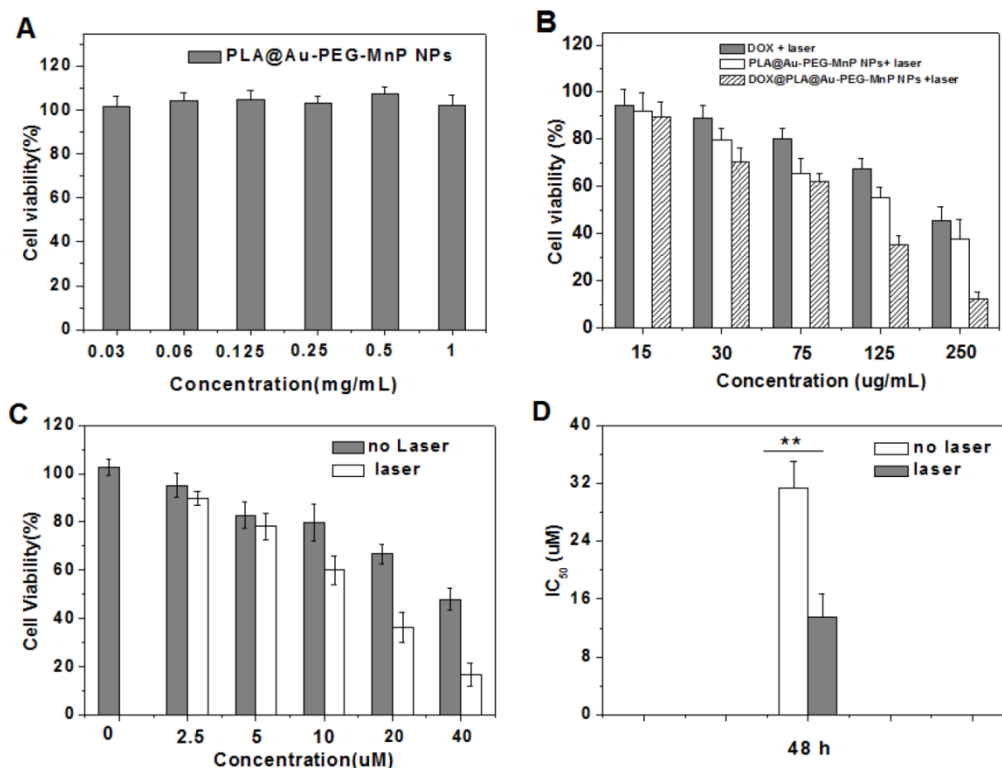 A
PLA@Au-PEG-MnP NPs
Cell viability(%)
120
100
80
60
40
20
0
0.03 0.06 0.125 0.25 0.5 1
Concentration(mg/mL)
B
DOX + laser
PLA@Au-PEG-MnP NPs+ laser
DOX@PLA@Au-PEG-MnP NPs +laser
Cell viability (%)
120
100
80
60
40
20
0
15 30 75 125 250
Concentration (ug/mL)
C
no Laser
laser
Cell Viability(%)
120
100
80
60
40
20
0
0 2.5 5 10 20 40
Concentration(uM)
D
**
no laser
laser
IC50 (uM)
40
32
24
16
8
0
48 h